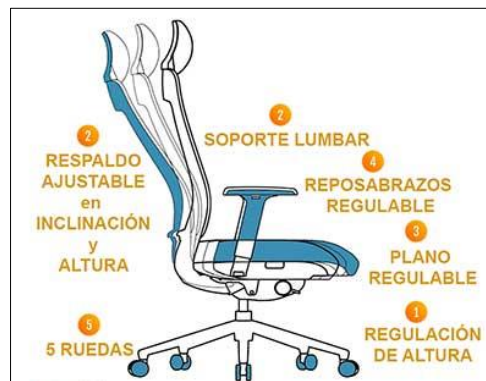 2
SOPORTE LUMBAR
2
RESPALDO
AJUSTABLE
en
INCLINACIÓN
y
ALTURA
4
REPOSABRAZOS
REGULABLE
3
PLANO
REGULABLE
5
5 RUEDAS
1
REGULACIÓN
DE ALTURA